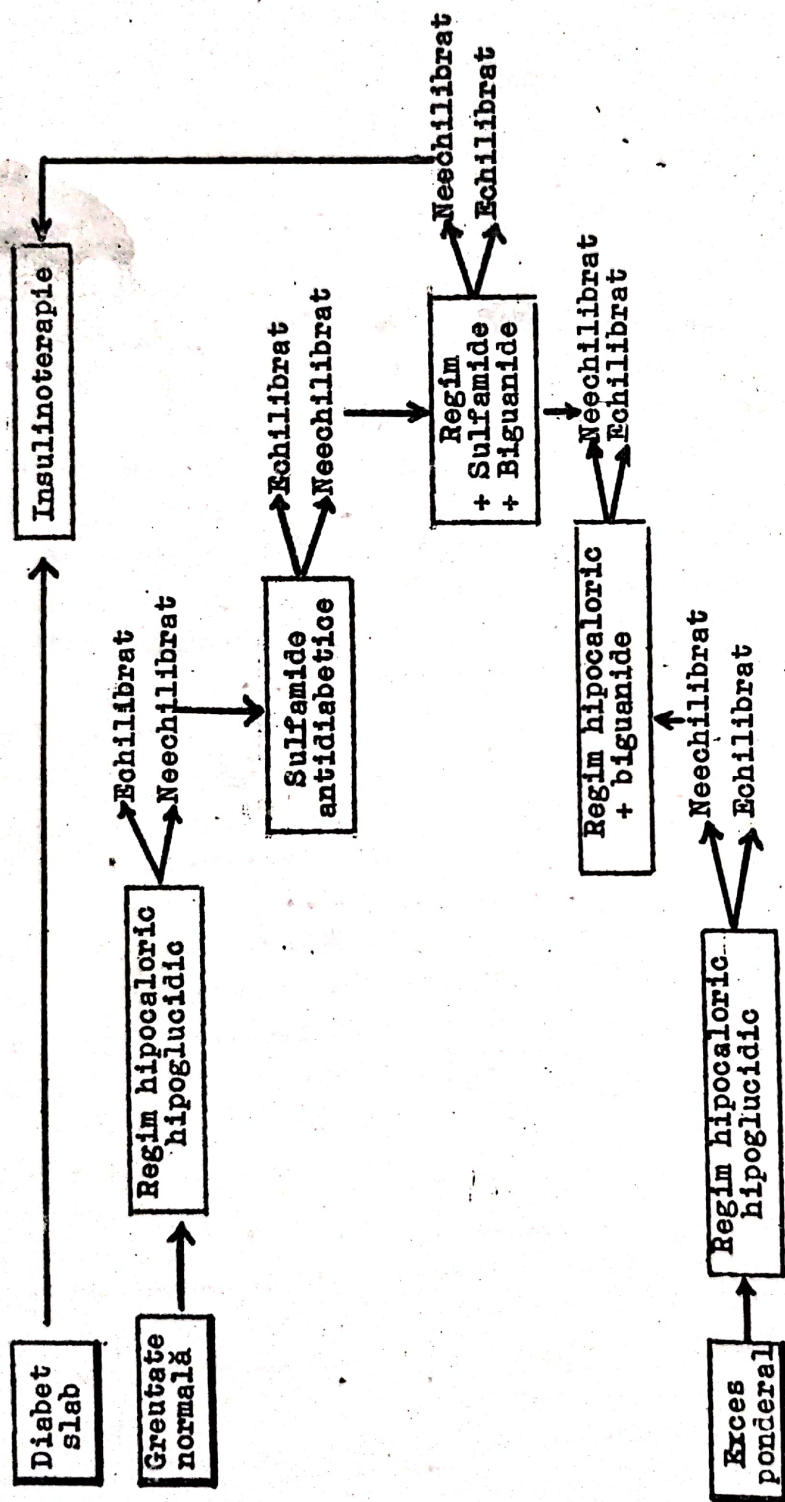 Diabet
slab
Insulinoterapie
Greutate
normală
Regim hipocaloric
hipoglucidic
Echilibrat
Neechilibrat
Sulfamide
antidiabetice
Echilibrat
Neechilibrat
Regim
+ Sulfamide
+ Biguanide
Neechilibrat
Echilibrat
Regim hipocaloric
+ biguanide
Neechilibrat
Echilibrat
Exces
ponderal
Regim hipocaloric
hipoglucidic
Neechilibrat
Echilibrat